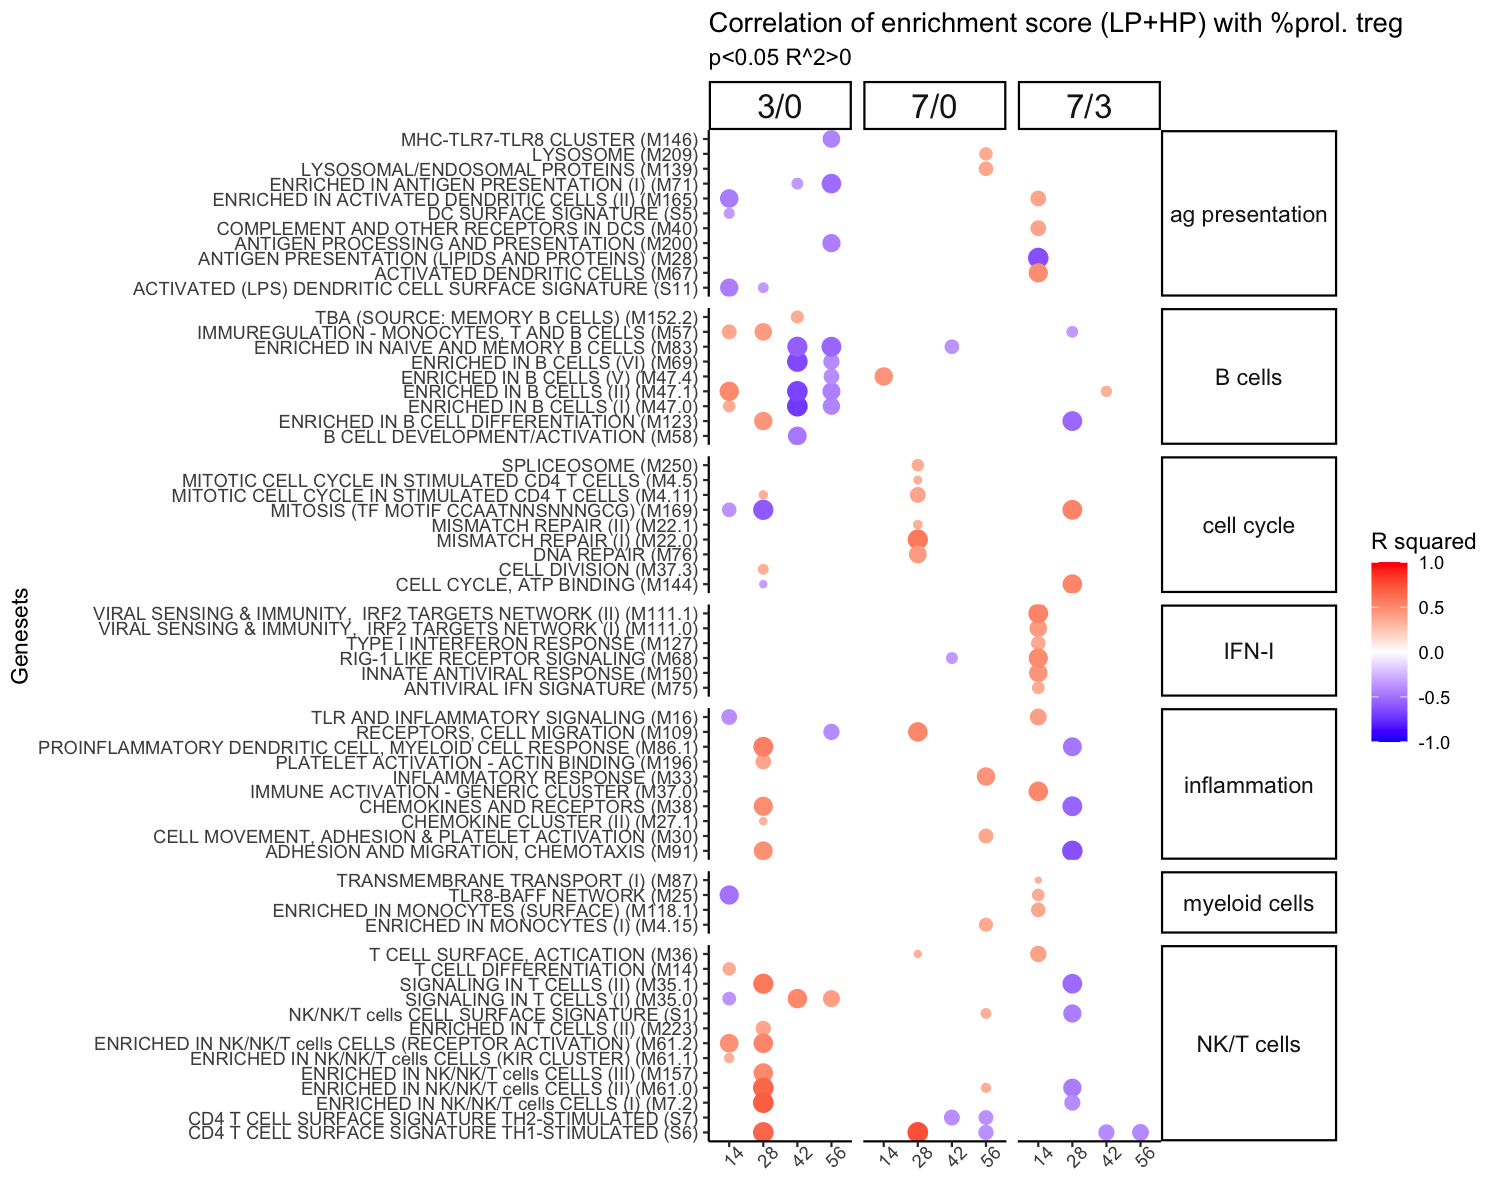 Correlation of enrichment score (LP+HP) with %prol. treg
p<0.05 R^2>0
3/0
7/0
7/3
Genesets
MHC-TLR7-TLR8 CLUSTER (M146)
LYSOSOME (M209)
LYSOSOMAL/ENDOSOMAL PROTEINS (M139)
ENRICHED IN ANTIGEN PRESENTATION (I) (M71)
ENRICHED IN ACTIVATED DENDRITIC CELLS (II) (M165)
DC SURFACE SIGNATURE (S5)
COMPLEMENT AND OTHER RECEPTORS IN DCS (M40)
ANTIGEN PROCESSING AND PRESENTATION (M200)
ANTIGEN PRESENTATION (LIPIDS AND PROTEINS) (M28)
ACTIVATED DENDRITIC CELLS (M67)
ACTIVATED (LPS) DENDRITIC CELL SURFACE SIGNATURE (S11)
ag presentation
TBA (SOURCE: MEMORY B CELLS) (M152.2)
IMMUREGULATION - MONOCYTES, T AND B CELLS (M57)
ENRICHED IN NAIVE AND MEMORY B CELLS (M83)
ENRICHED IN B CELLS (VI) (M69)
ENRICHED IN B CELLS (V) (M47.4)
ENRICHED IN B CELLS (II) (M47.1)
ENRICHED IN B CELLS (I) (M47.0)
ENRICHED IN B CELL DIFFERENTIATION (M123)
B CELL DEVELOPMENT/ACTIVATION (M58)
B cells
SPLICEOSOME (M250)
MITOTIC CELL CYCLE IN STIMULATED CD4 T CELLS (M4.5)
MITOTIC CELL CYCLE IN STIMULATED CD4 T CELLS (M4.11)
MITOSIS (TF MOTIF CCAATNNSNNNGCG) (M169)
MISMATCH REPAIR (II) (M22.1)
MISMATCH REPAIR (I) (M22.0)
DNA REPAIR (M76)
CELL DIVISION (M37.3)
CELL CYCLE, ATP BINDING (M144)
cell cycle
VIRAL SENSING & IMMUNITY, IRF2 TARGETS NETWORK (II) (M111.1)
VIRAL SENSING & IMMUNITY, IRF2 TARGETS NETWORK (I) (M111.0)
TYPE I INTERFERON RESPONSE (M127)
RIG-1 LIKE RECEPTOR SIGNALING (M68)
INNATE ANTIVIRAL RESPONSE (M150)
ANTIVIRAL IFN SIGNATURE (M75)
IFN-I
TLR AND INFLAMMATORY SIGNALING (M16)
RECEPTORS, CELL MIGRATION (M109)
PROINFLAMMATORY DENDRITIC CELL, MYELOID CELL RESPONSE (M86.1)
PLATELET ACTIVATION - ACTIN BINDING (M196)
INFLAMMATORY RESPONSE (M33)
IMMUNE ACTIVATION - GENERIC CLUSTER (M37.0)
CHEMOKINES AND RECEPTORS (M38)
CHEMOKINE CLUSTER (II) (M27.1)
CELL MOVEMENT, ADHESION & PLATELET ACTIVATION (M30)
ADHESION AND MIGRATION, CHEMOTAXIS (M91)
inflammation
TRANSMEMBRANE TRANSPORT (I) (M87)
TLR8-BAFF NETWORK (M25)
ENRICHED IN MONOCYTES (SURFACE) (M118.1)
ENRICHED IN MONOCYTES (I) (M4.15)
myeloid cells
T CELL SURFACE, ACTICATION (M36)
T CELL DIFFERENTIATION (M14)
SIGNALING IN T CELLS (II) (M35.1)
SIGNALING IN T CELLS (I) (M35.0)
NK/NK/T cells CELL SURFACE SIGNATURE (S1)
ENRICHED IN T CELLS (II) (M223)
ENRICHED IN NK/NK/T cells CELLS (RECEPTOR ACTIVATION) (M61.2)
ENRICHED IN NK/NK/T cells CELLS (KIR CLUSTER) (M61.1)
ENRICHED IN NK/NK/T cells CELLS (III) (M157)
ENRICHED IN NK/NK/T cells CELLS (II) (M61.0)
ENRICHED IN NK/NK/T cells CELLS (I) (M7.2)
CD4 T CELL SURFACE SIGNATURE TH2-STIMULATED (S7)
CD4 T CELL SURFACE SIGNATURE TH1-STIMULATED (S6)
NK/T cells
14 28 42 56
14 28 42 56
14 28 42 56
R squared
1.0
0.5
0.0
-0.5
-1.0